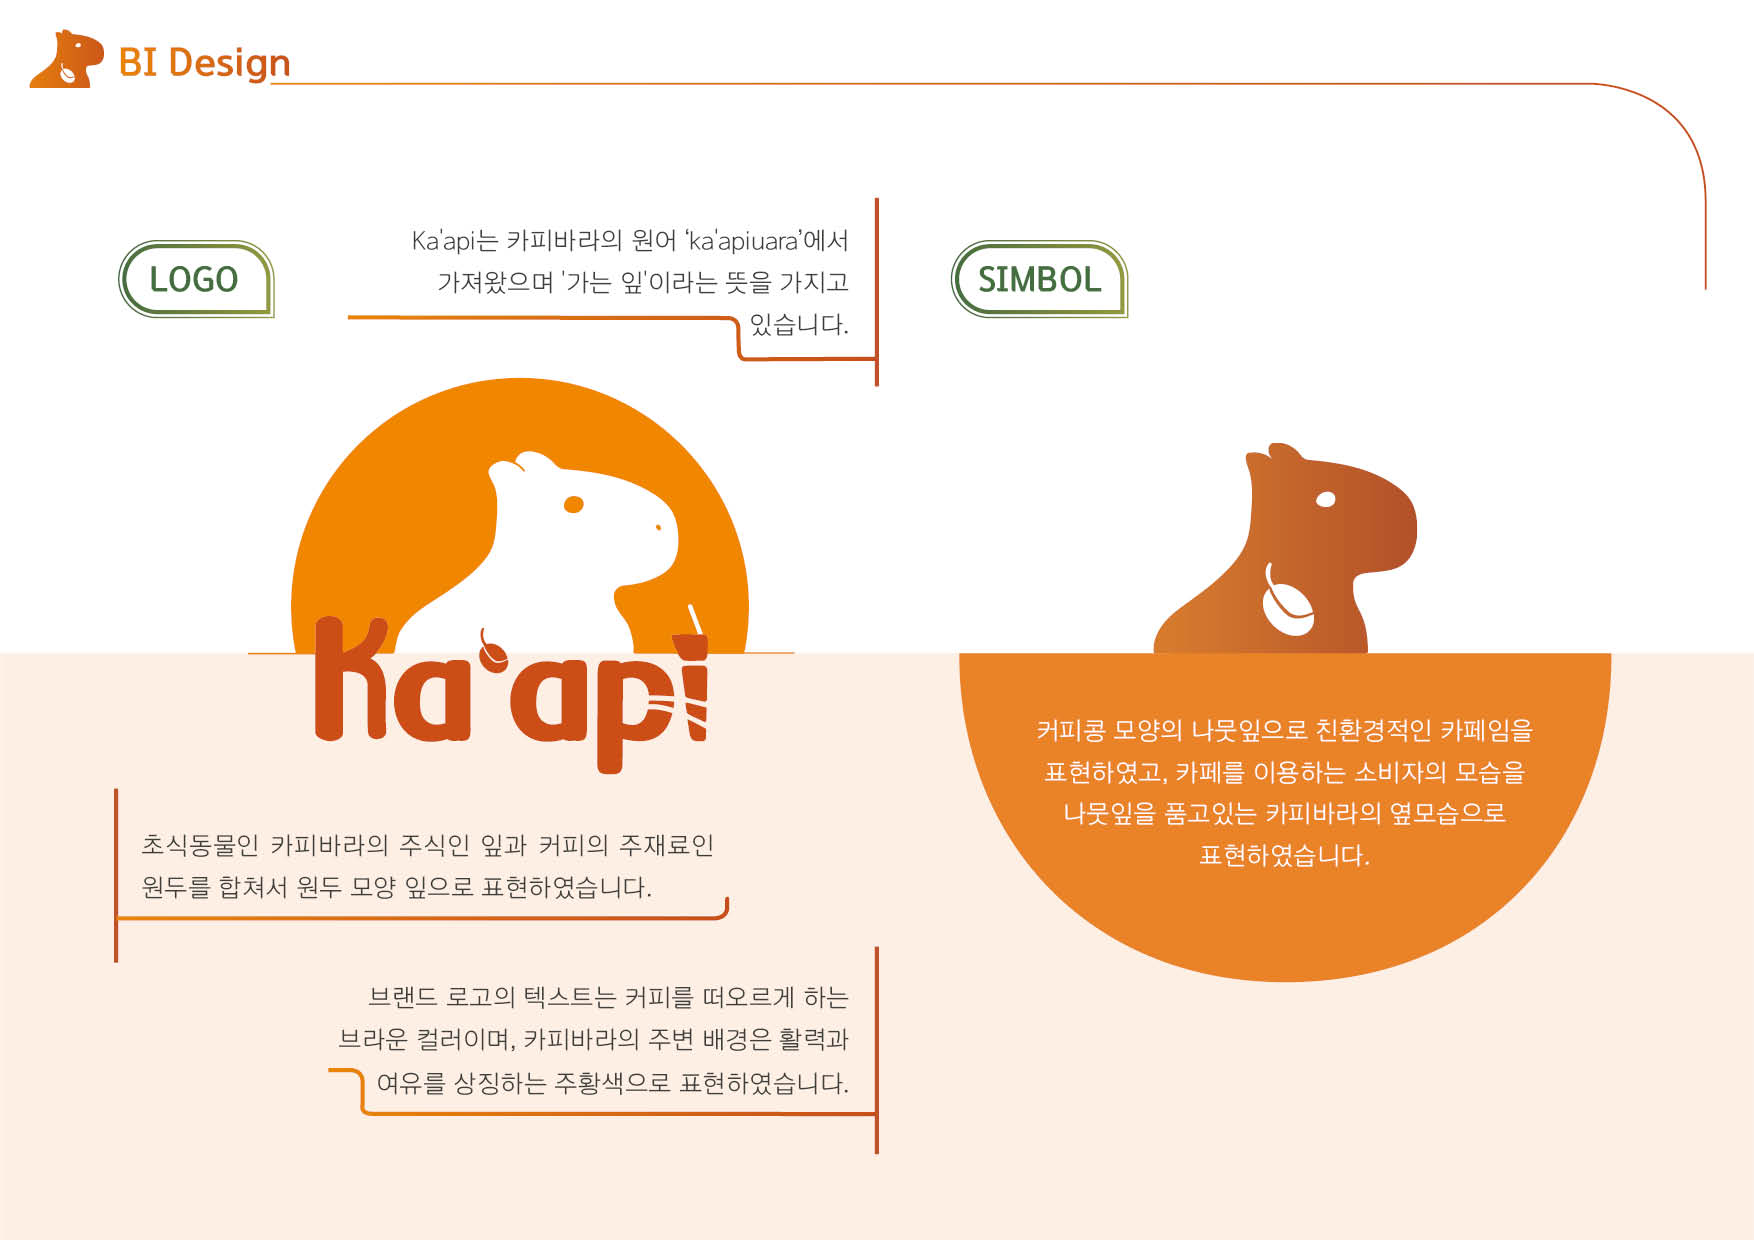 BI Design
LOGO
Ka'api는 카피바라의 원어 ‘ka'apiuara’에서
가져왔으며 '가는 잎'이라는 뜻을 가지고
있습니다.
Ka'api
초식동물인 카피바라의 주식인 잎과 커피의 주재료인
원두를 합쳐서 원두 모양 잎으로 표현하였습니다.
브랜드 로고의 텍스트는 커피를 떠오르게 하는
브라운 컬러이며, 카피바라의 주변 배경은 활력과
여유를 상징하는 주황색으로 표현하였습니다.
SIMBOL
커피콩 모양의 나뭇잎으로 친환경적인 카페임을
표현하였고, 카페를 이용하는 소비자의 모습을
나뭇잎을 품고있는 카피바라의 옆모습으로
표현하였습니다.